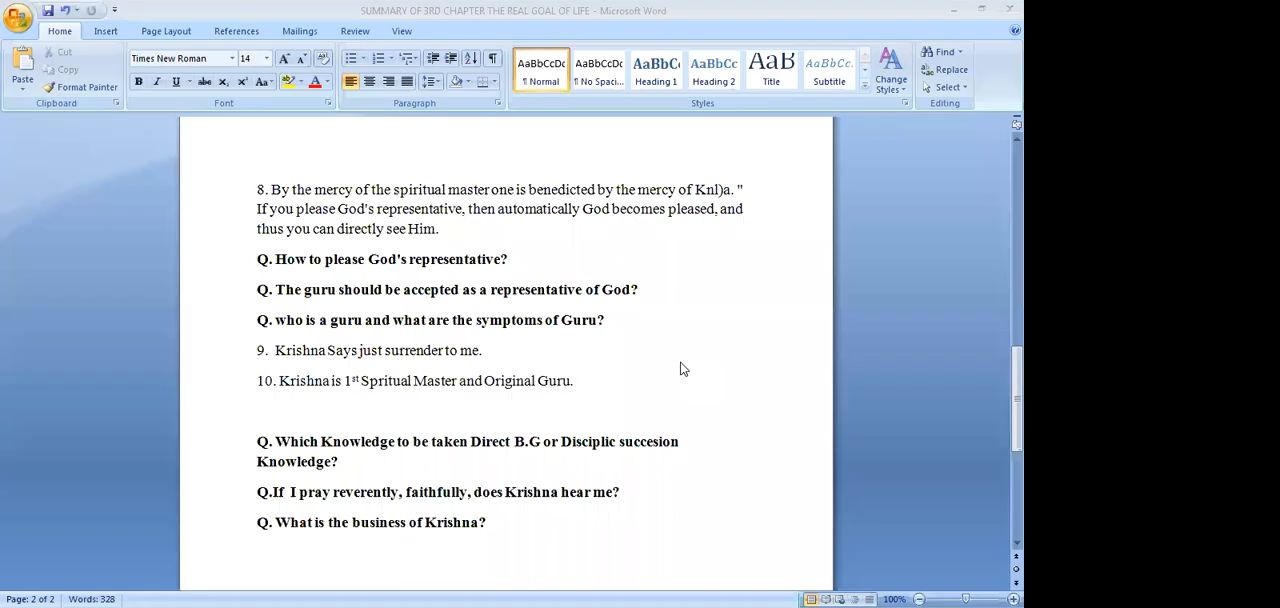 SUMMARY OF 3RD CHAPTER THE REAL GOAL OF LIFE - Microsoft Word
Home Insert Page Layout References Mailings Review View
Paste
Cut
Copy
Format Painter
Clipboard
Times New Roman 14
B I U abc x₂ x² Aa A
Font
Paragraph
AaBbCcDc AaBbCcDc AaBbC AaBbCc AaB AaBbCc.
¶ Normal ¶ No Spaci... Heading 1 Heading 2 Title Subtitle
Change Styles
Styles
Find
Replace
Select
Editing
8. By the mercy of the spiritual master one is benedicted by the mercy of Knl)a. "
If you please God's representative, then automatically God becomes pleased, and
thus you can directly see Him.
Q. How to please God's representative?
Q. The guru should be accepted as a representative of God?
Q. who is a guru and what are the symptoms of Guru?
9. Krishna Says just surrender to me.
10. Krishna is 1st Spritual Master and Original Guru.
Q. Which Knowledge to be taken Direct B.G or Disciplic succesion
Knowledge?
Q.If I pray reverently, faithfully, does Krishna hear me?
Q. What is the business of Krishna?
Page: 2 of 2 Words: 328 100%